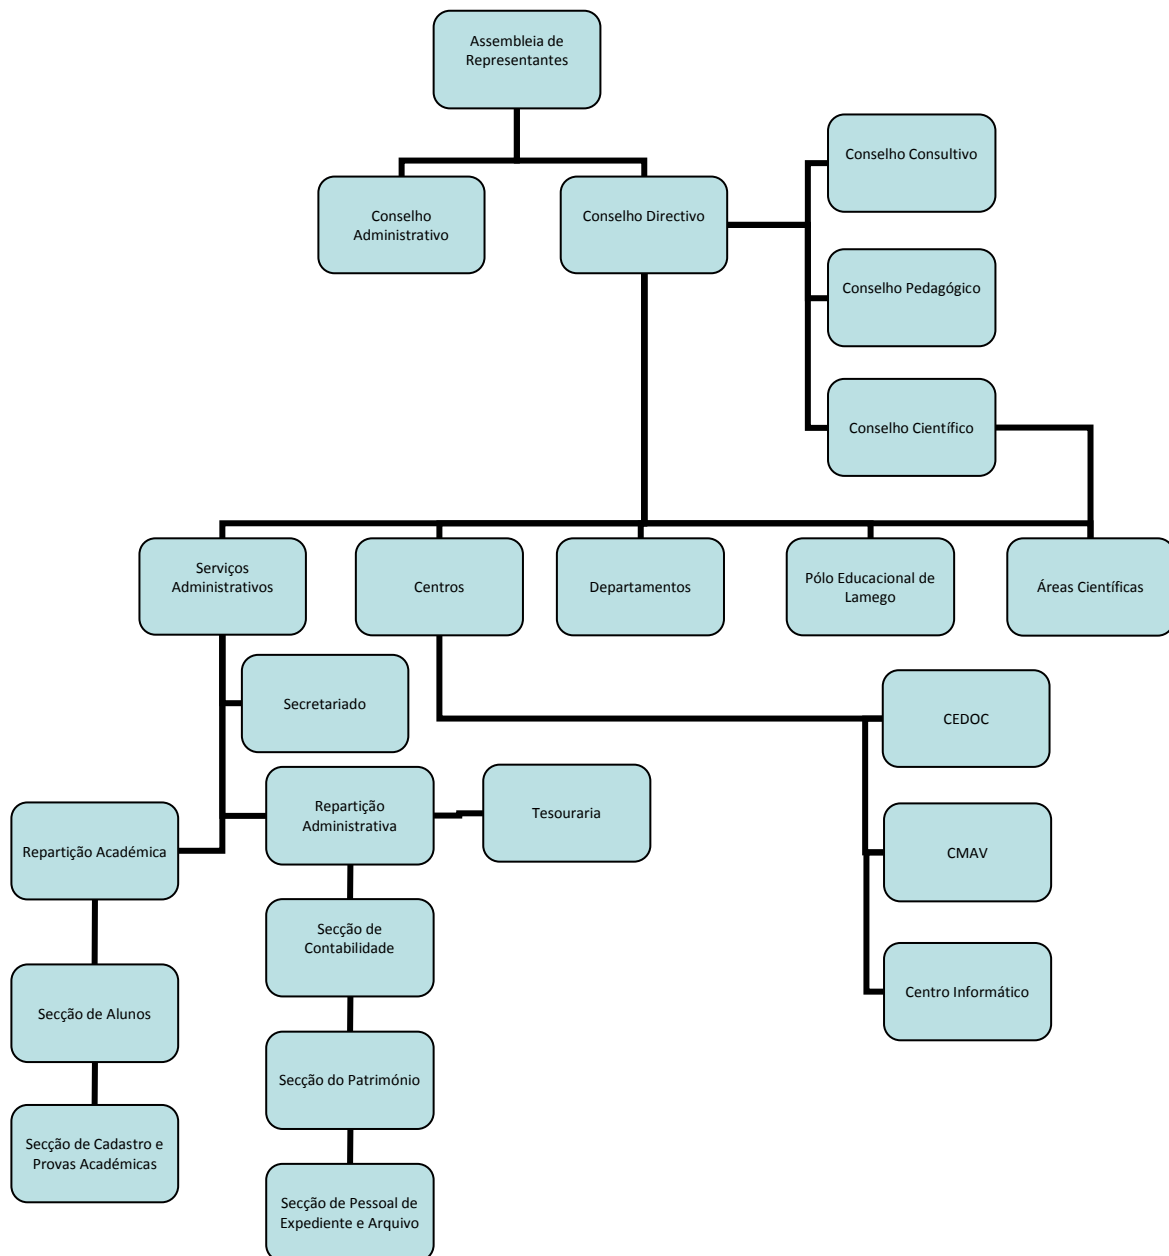 Assembleia de
Representantes
Conselho Consultivo
Conselho
Administrativo
Conselho Directivo
Conselho Pedagógico
Conselho Científico
Serviços
Administrativos
Centros
Departamentos
Pólo Educacional de
Lamego
Áreas Científicas
Secretariado
CEDOC
Repartição
Administrativa
Tesouraria
Repartição Académica
CMAV
Secção de
Contabilidade
Secção de Alunos
Centro Informático
Secção do Património
Secção de Cadastro e
Provas Académicas
Secção de Pessoal de
Expediente e Arquivo